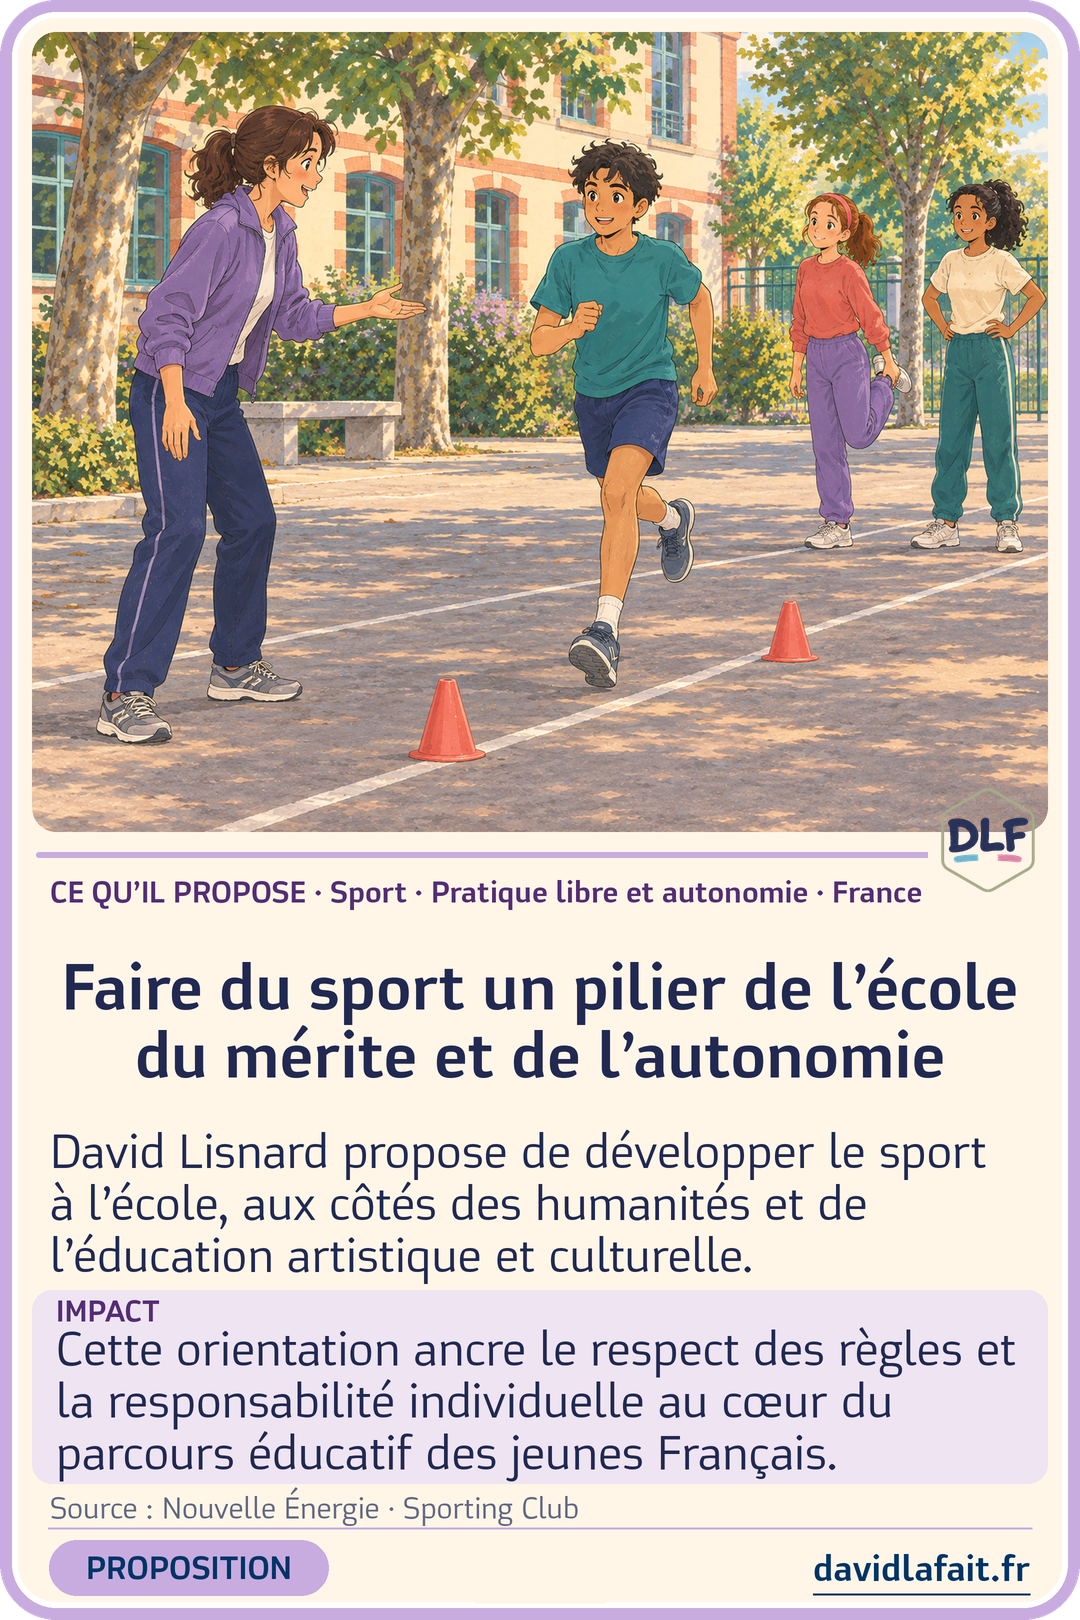 DLF
CE QU’IL PROPOSE · Sport · Pratique libre et autonomie · France
Faire du sport un pilier de l’école
du mérite et de l’autonomie
David Lisnard propose de développer le sport
à l’école, aux côtés des humanités et de
l’éducation artistique et culturelle.
IMPACT
Cette orientation ancre le respect des règles et
la responsabilité individuelle au cœur du
parcours éducatif des jeunes Français.
Source : Nouvelle Énergie · Sporting Club
PROPOSITION
davidlafait.fr